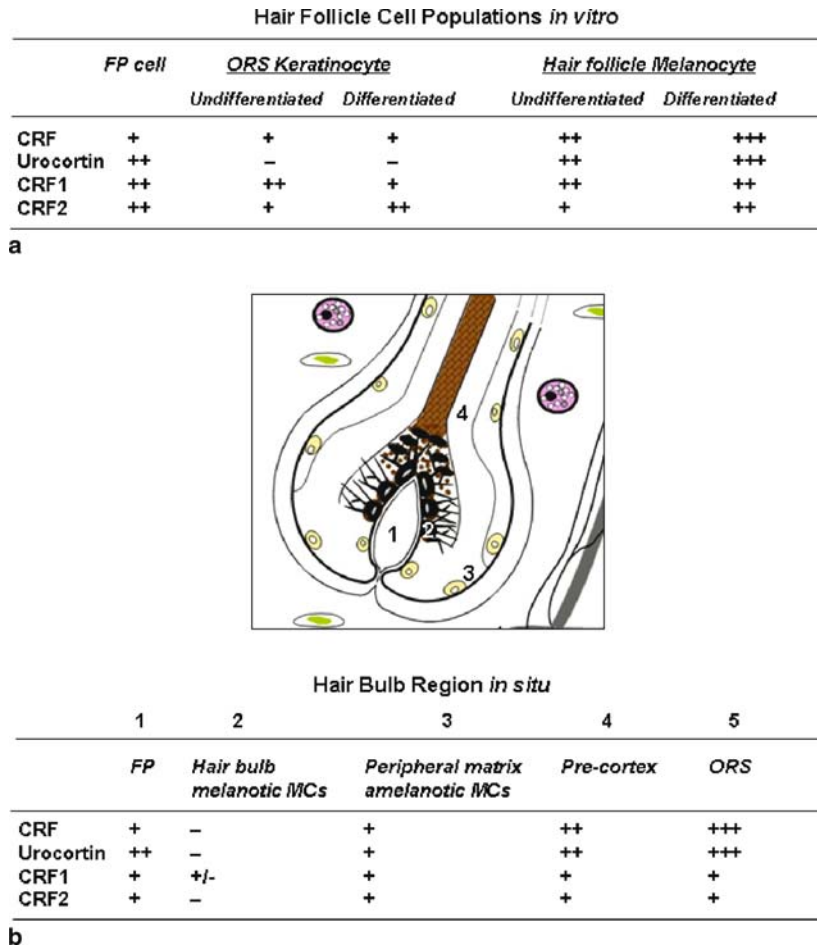 Hair Follicle Cell Populations in vitro
FP cell ORS Keratinocyte Hair follicle Melanocyte
Undifferentiated Differentiated Undifferentiated Differentiated
CRF + + + ++ +++
Urocortin ++ – – ++ +++
CRF1 ++ ++ + ++ ++
CRF2 ++ + ++ + ++
a
4
1 2
3
Hair Bulb Region in situ
1 2 3 4 5
FP Hair bulb Peripheral matrix Pre-cortex ORS
melanotic MCs amelanotic MCs
CRF + – + ++ +++
Urocortin ++ – + ++ +++
CRF1 + +/- + + +
CRF2 + – + + +
b